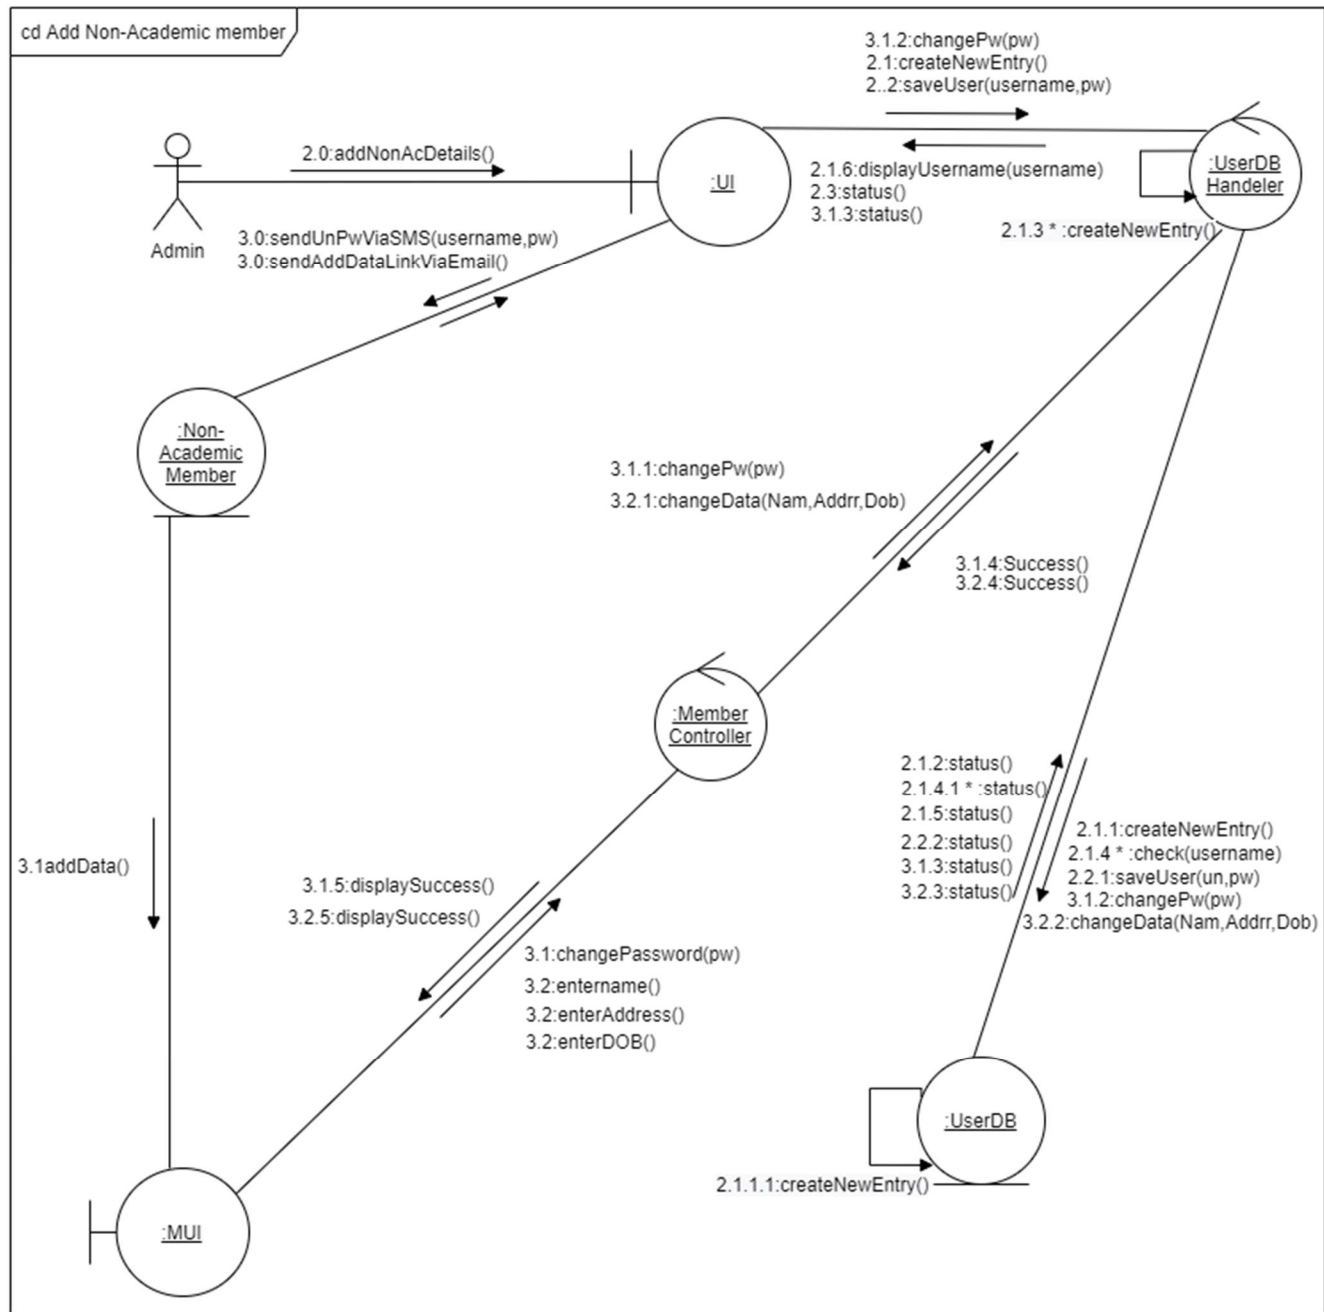 cd Add Non-Academic member
3.1.2:changePw(pw)
2.1:createNewEntry()
2..2:saveUser(username,pw)
2.0:addNonAcDetails()
Admin
:UI
2.1.6:displayUsername(username)
2.3:status()
3.1.3:status()
:UserDB
Handeler
2.1.3 * :createNewEntry()
3.0:sendUnPwViaSMS(username,pw)
3.0:sendAddDataLinkViaEmail()
:Non-
Academic
Member
3.1.1:changePw(pw)
3.2.1:changeData(Nam,Addrr,Dob)
3.1.4:Success()
3.2.4:Success()
:Member
Controller
2.1.2:status()
2.1.4.1 * :status()
2.1.5:status()
2.2.2:status()
3.1.3:status()
3.2.3:status()
2.1.1:createNewEntry()
2.1.4 * :check(username)
2.2.1:saveUser(un,pw)
3.1.2:changePw(pw)
3.2.2:changeData(Nam,Addrr,Dob)
3.1addData()
3.1.5:displaySuccess()
3.2.5:displaySuccess()
3.1:changePassword(pw)
3.2:entername()
3.2:enterAddress()
3.2:enterDOB()
:UserDB
2.1.1.1:createNewEntry()
:MUI